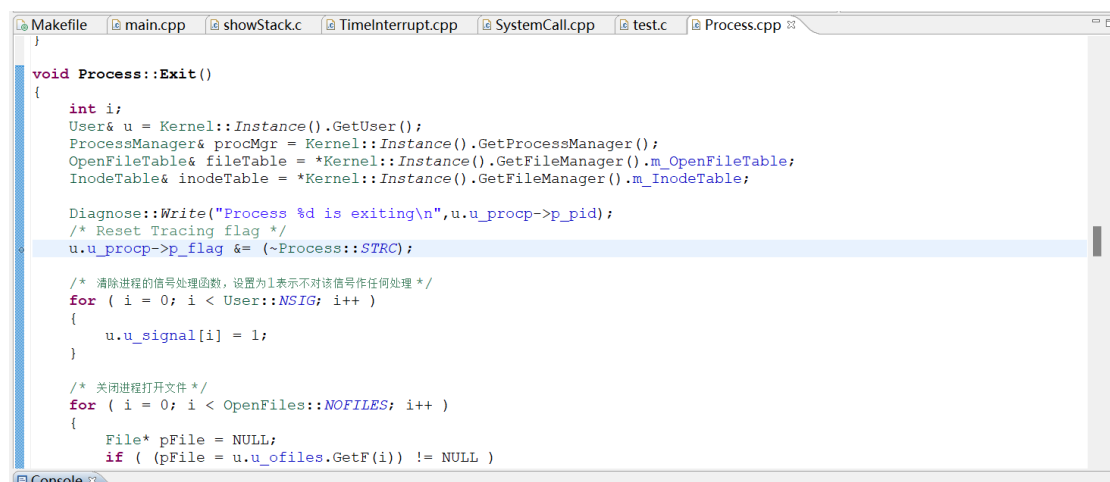 Makefile main.cpp showStack.c TimeInterrupt.cpp SystemCall.cpp test.c Process.cpp
}
void Process::Exit()
{
int i;
User& u = Kernel::Instance().GetUser();
ProcessManager& procMgr = Kernel::Instance().GetProcessManager();
OpenFileTable& fileTable = *Kernel::Instance().GetFileManager().m_OpenFileTable;
InodeTable& inodeTable = *Kernel::Instance().GetFileManager().m_InodeTable;
Diagnose::Write("Process %d is exiting\n",u.u_procp->p_pid);
/* Reset Tracing flag */
u.u_procp->p_flag &= (~Process::STRC);
/* 清除进程的信号处理函数，设置为1表示不对该信号作任何处理 */
for ( i = 0; i < User::NSIG; i++ )
{
u.u_signal[i] = 1;
}
/* 关闭进程打开文件 */
for ( i = 0; i < OpenFiles::NOFILES; i++ )
{
File* pFile = NULL;
if ( (pFile = u.u_ofiles.GetF(i)) != NULL )
Console